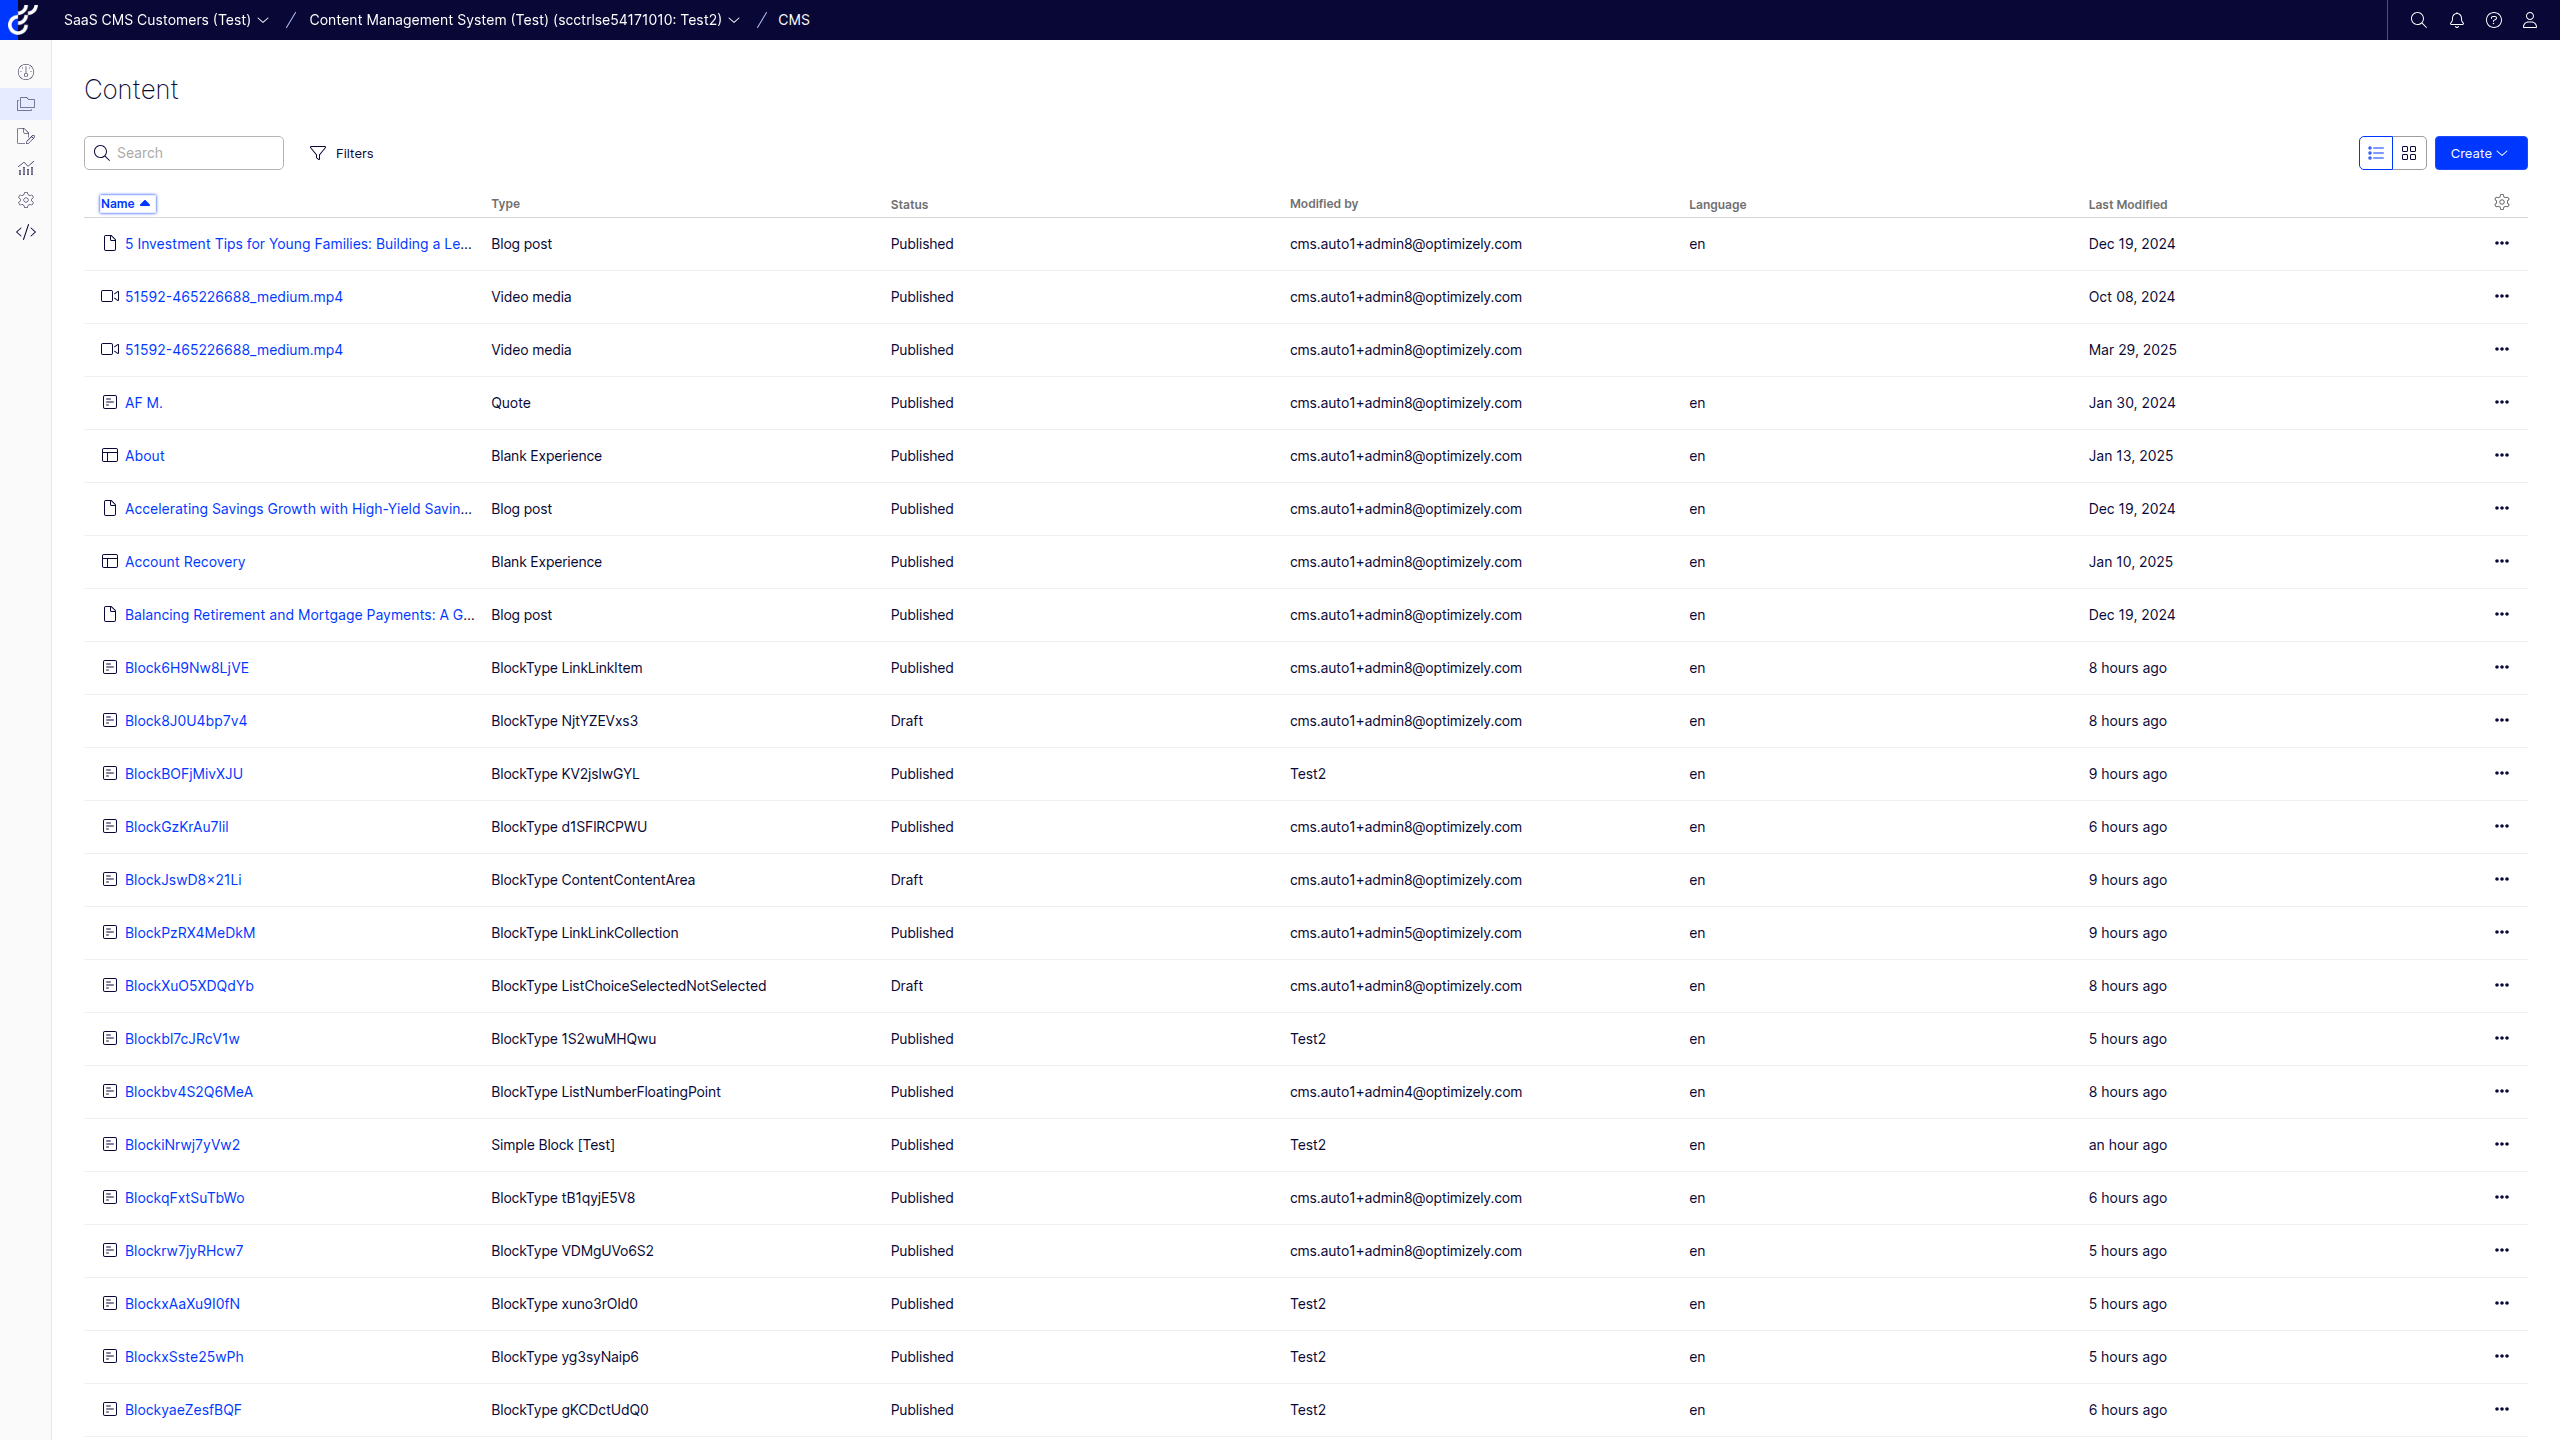 SaaS CMS Customers (Test) / Content Management System (Test) (scctrlse54171010: Test2) / CMS
Content
Search Filters Create
Name Type Status Modified by Language Last Modified
5 Investment Tips for Young Families: Building a Le... Blog post Published cms.auto1+admin8@optimizely.com en Dec 19, 2024
51592-465226688_medium.mp4 Video media Published cms.auto1+admin8@optimizely.com Oct 08, 2024
51592-465226688_medium.mp4 Video media Published cms.auto1+admin8@optimizely.com Mar 29, 2025
AF M. Quote Published cms.auto1+admin8@optimizely.com en Jan 30, 2024
About Blank Experience Published cms.auto1+admin8@optimizely.com en Jan 13, 2025
Accelerating Savings Growth with High-Yield Savin... Blog post Published cms.auto1+admin8@optimizely.com en Dec 19, 2024
Account Recovery Blank Experience Published cms.auto1+admin8@optimizely.com en Jan 10, 2025
Balancing Retirement and Mortgage Payments: A G... Blog post Published cms.auto1+admin8@optimizely.com en Dec 19, 2024
Block6H9Nw8LjVE BlockType LinkLinkItem Published cms.auto1+admin8@optimizely.com en 8 hours ago
Block8J0U4bp7v4 BlockType NjtYZEVxs3 Draft cms.auto1+admin8@optimizely.com en 8 hours ago
BlockBOFjMivXJU BlockType KV2jsIwGYL Published Test2 en 9 hours ago
BlockGzKrAu7lil BlockType d1SFIRCPWU Published cms.auto1+admin8@optimizely.com en 6 hours ago
BlockJswD8×21Li BlockType ContentContentArea Draft cms.auto1+admin8@optimizely.com en 9 hours ago
BlockPzRX4MeDkM BlockType LinkLinkCollection Published cms.auto1+admin5@optimizely.com en 9 hours ago
BlockXuO5XDQdYb BlockType ListChoiceSelectedNotSelected Draft cms.auto1+admin8@optimizely.com en 8 hours ago
Blockbl7cJRcV1w BlockType 1S2wuMHQwu Published Test2 en 5 hours ago
Blockbv4S2Q6MeA BlockType ListNumberFloatingPoint Published cms.auto1+admin4@optimizely.com en 8 hours ago
BlockiNrwj7yVw2 Simple Block [Test] Published Test2 en an hour ago
BlockqFxtSuTbWo BlockType tB1qyjE5V8 Published cms.auto1+admin8@optimizely.com en 6 hours ago
Blockrw7jyRHcw7 BlockType VDMgUVo6S2 Published cms.auto1+admin8@optimizely.com en 5 hours ago
BlockxAaXu9I0fN BlockType xuno3rOld0 Published Test2 en 5 hours ago
BlockxSste25wPh BlockType yg3syNaip6 Published Test2 en 5 hours ago
BlockyaeZesfBQF BlockType gKCDctUdQ0 Published Test2 en 6 hours ago